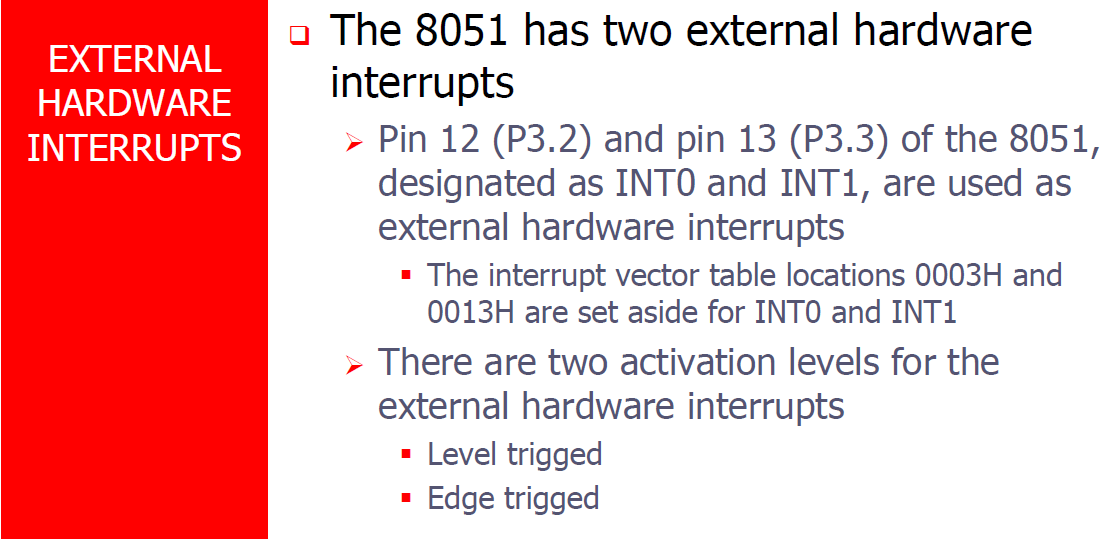 EXTERNAL
HARDWARE
INTERRUPTS
The 8051 has two external hardware
interrupts
Pin 12 (P3.2) and pin 13 (P3.3) of the 8051,
designated as INT0 and INT1, are used as
external hardware interrupts
The interrupt vector table locations 0003H and
0013H are set aside for INT0 and INT1
There are two activation levels for the
external hardware interrupts
Level trigged
Edge trigged